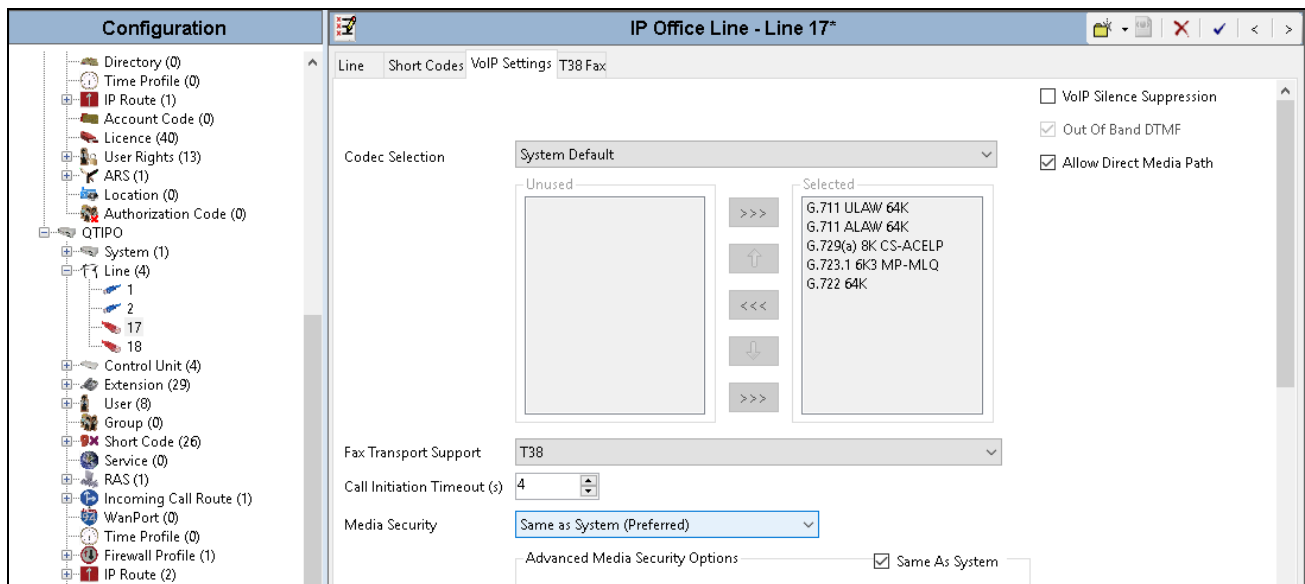 Configuration
Directory (0)
Time Profile (0)
IP Route (1)
Account Code (0)
Licence (40)
User Rights (13)
ARS (1)
Location (0)
Authorization Code (0)
QTIPO
System (1)
Line (4)
1
2
17
18
Control Unit (4)
Extension (29)
User (8)
Group (0)
Short Code (26)
Service (0)
RAS (1)
Incoming Call Route (1)
WanPort (0)
Time Profile (0)
Firewall Profile (1)
IP Route (2)
IP Office Line - Line 17*
Line Short Codes VoIP Settings T38 Fax
VoIP Silence Suppression
Out Of Band DTMF
Allow Direct Media Path
Codec Selection System Default
Unused
>>>
<<<
>>>
Selected
G.711 ULAW 64K
G.711 ALAW 64K
G.729(a) 8K CS-ACELP
G.723.1 6K3 MP-MLQ
G.722 64K
Fax Transport Support T38
Call Initiation Timeout (s) 4
Media Security Same as System (Preferred)
Advanced Media Security Options Same As System